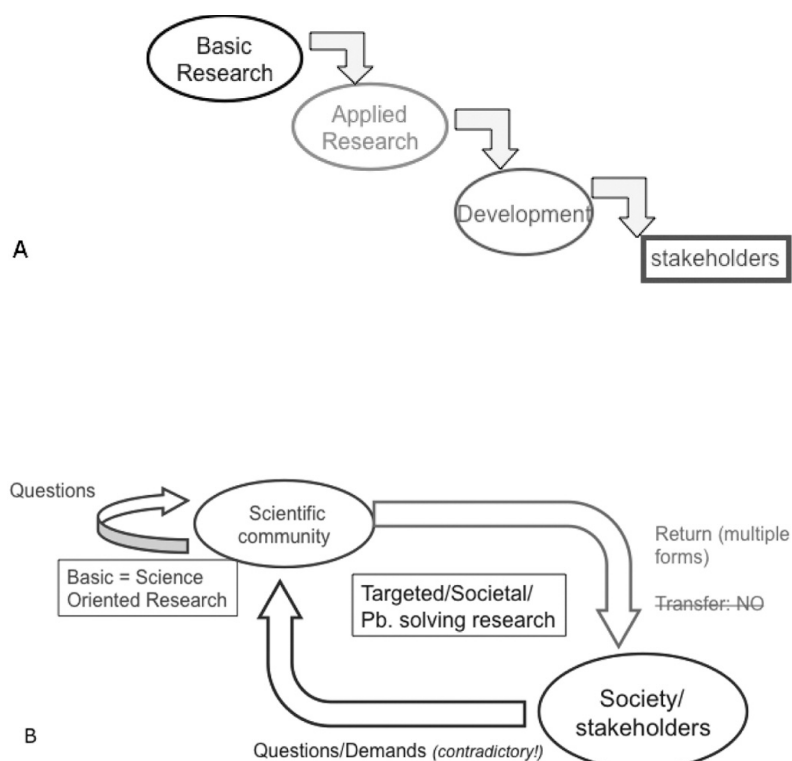 Basic
Research
Applied
Research
Development
stakeholders
A
Questions
Scientific
community
Basic = Science
Oriented Research
Targeted/Societal/
Pb. solving research
Return (multiple
forms)
Transfer: NO
Society/
stakeholders
Questions/Demands (contradictory!)
B